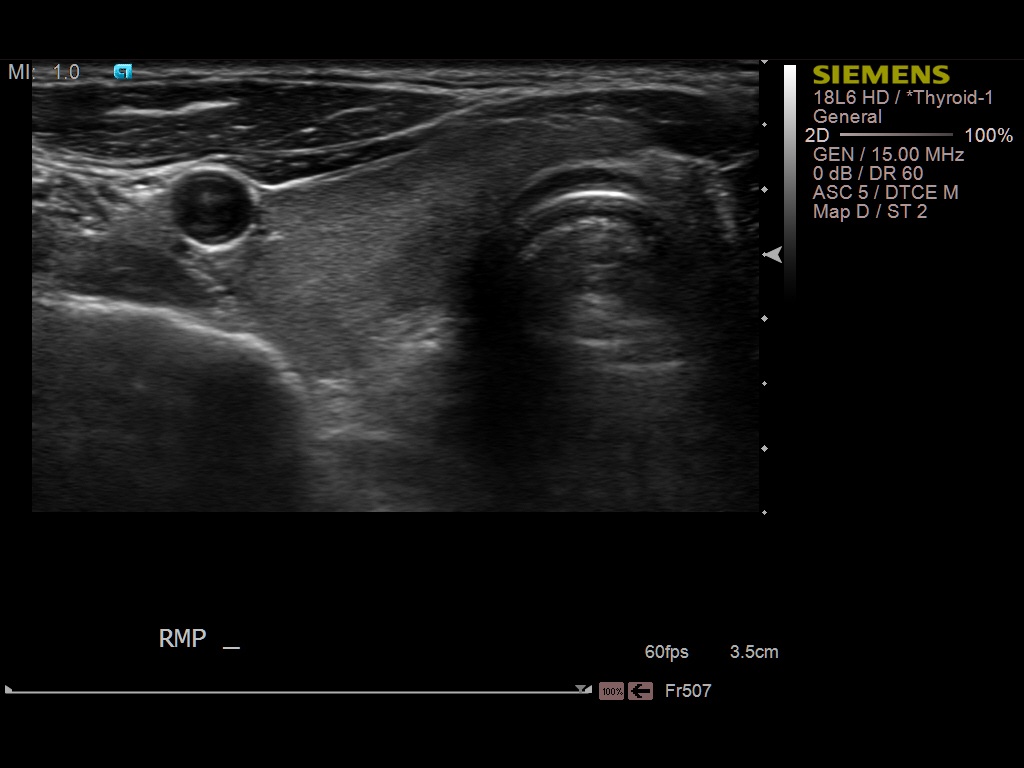 MI: 1.0
SIEMENS
18L6 HD / *Thyroid-1
General
2D 100%
GEN / 15.00 MHz
0 dB / DR 60
ASC 5 / DTCE M
Map D / ST 2
RMP _
60fps 3.5cm
100% Fr507